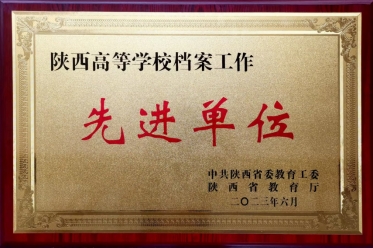 陕西高等学校档案工作
先进单位
中共陕西省委教育工委
陕西省教育厅
二〇二三年六月